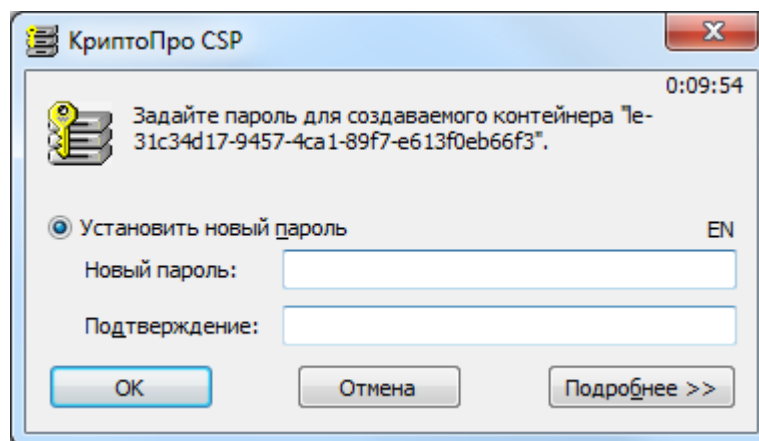 КриптоПро CSP
0:09:54
Задайте пароль для создаваемого контейнера "le-
31c34d17-9457-4ca1-89f7-e613f0eb66f3".
Установить новый пароль
EN
Новый пароль:
Подтверждение:
ОК
Отмена
Подробнее >>